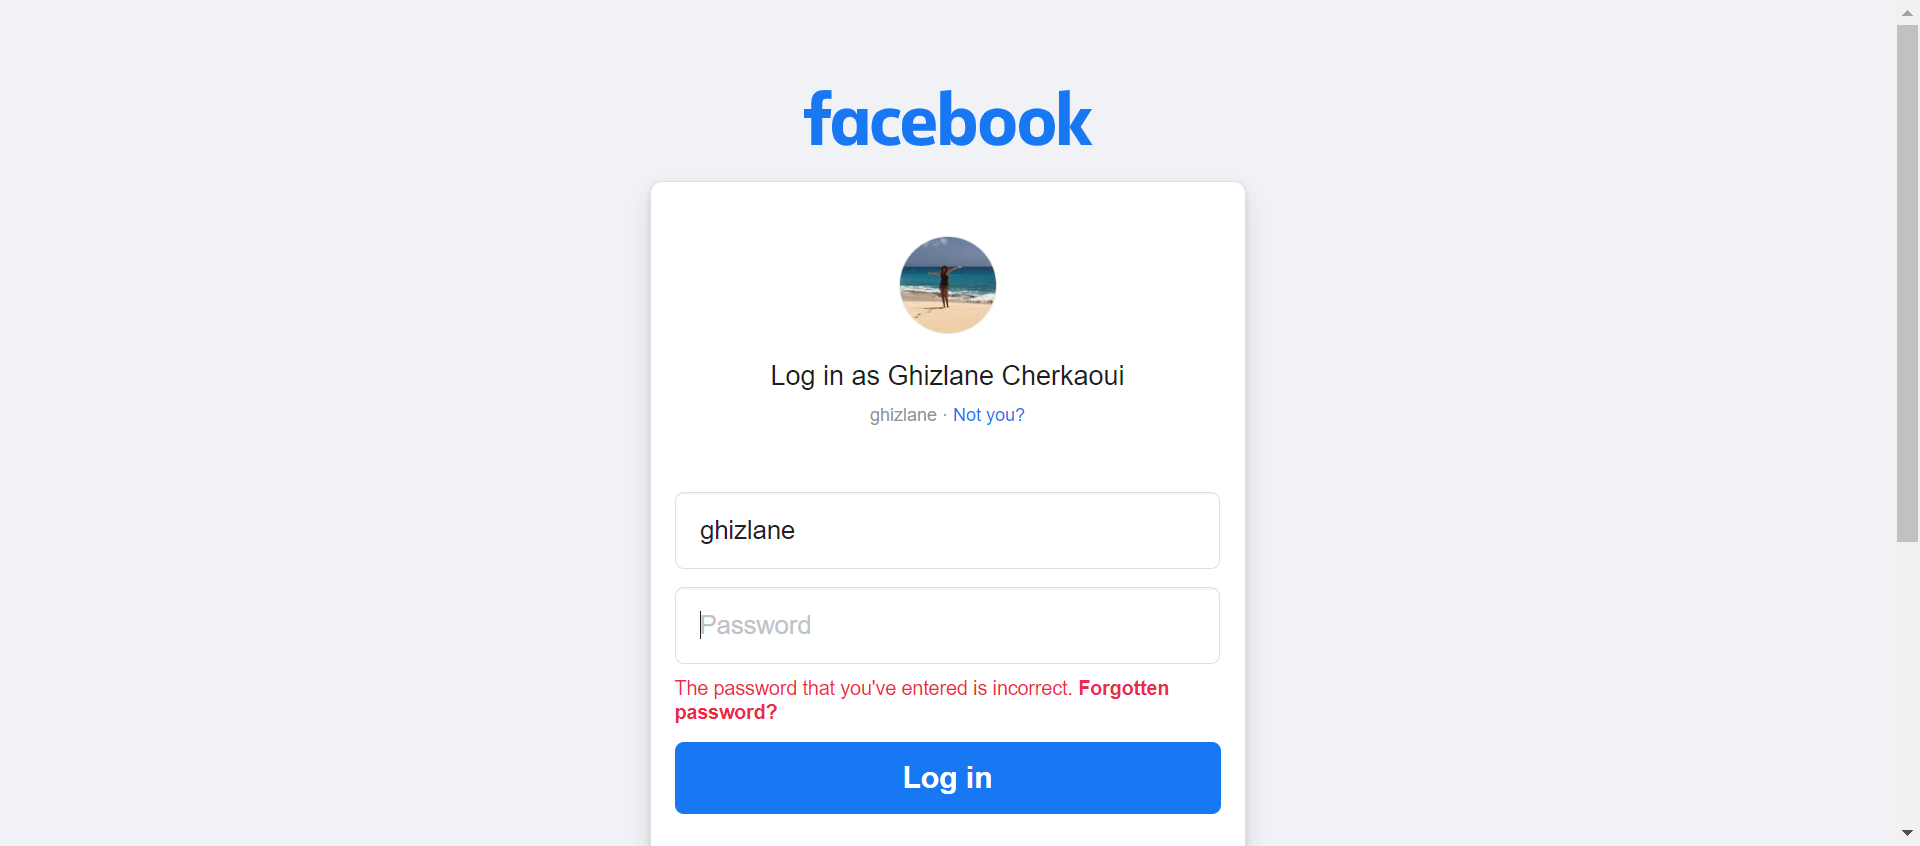 facebook
Log in as Ghizlane Cherkaoui
ghizlane · Not you?
ghizlane
Password
The password that you've entered is incorrect. Forgotten
password?
Log in